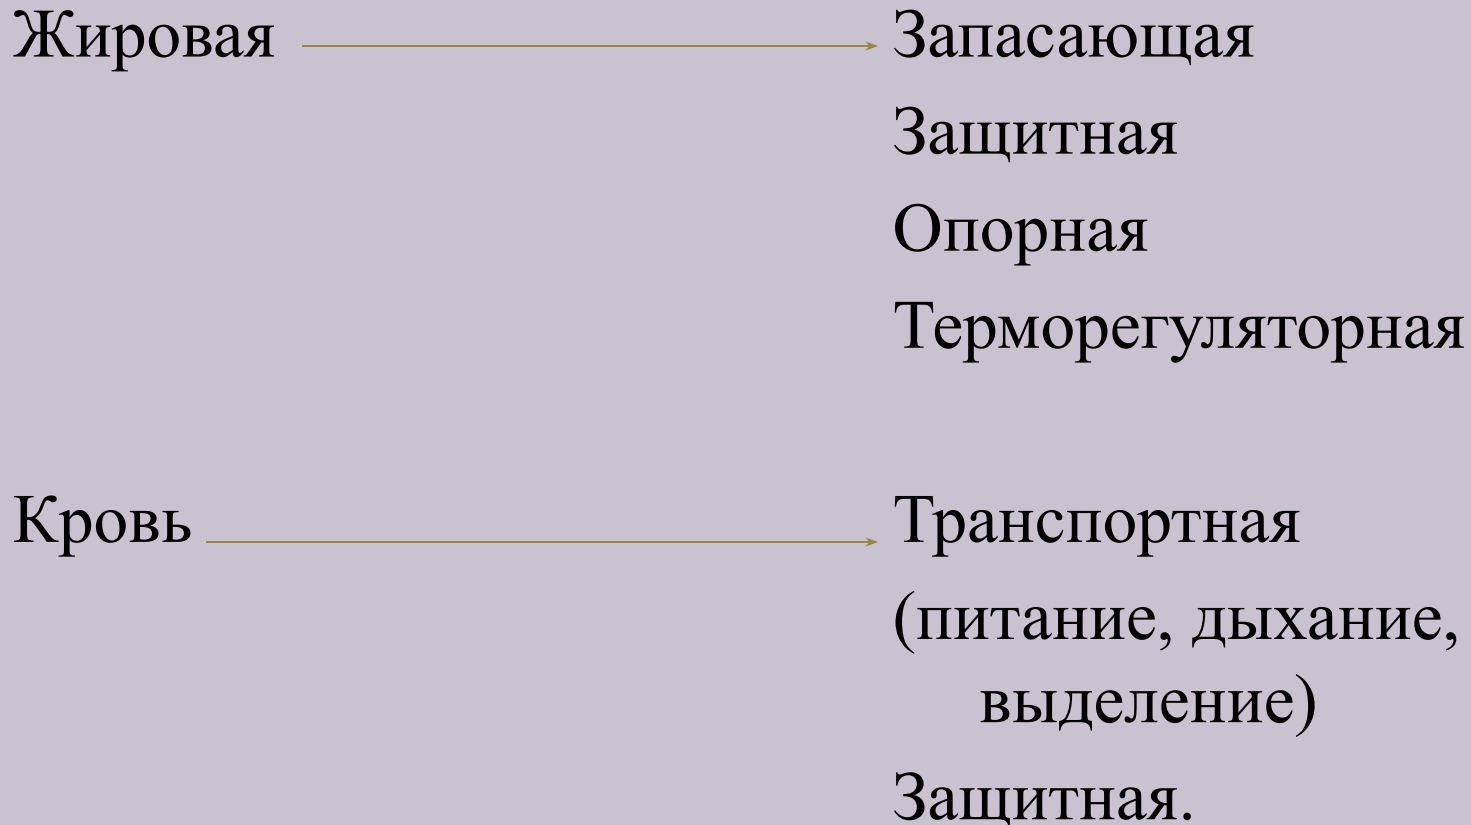 Жировая Запасающая
Защитная
Опорная
Терморегуляторная
Кровь Транспортная
(питание, дыхание,
выделение)
Защитная.